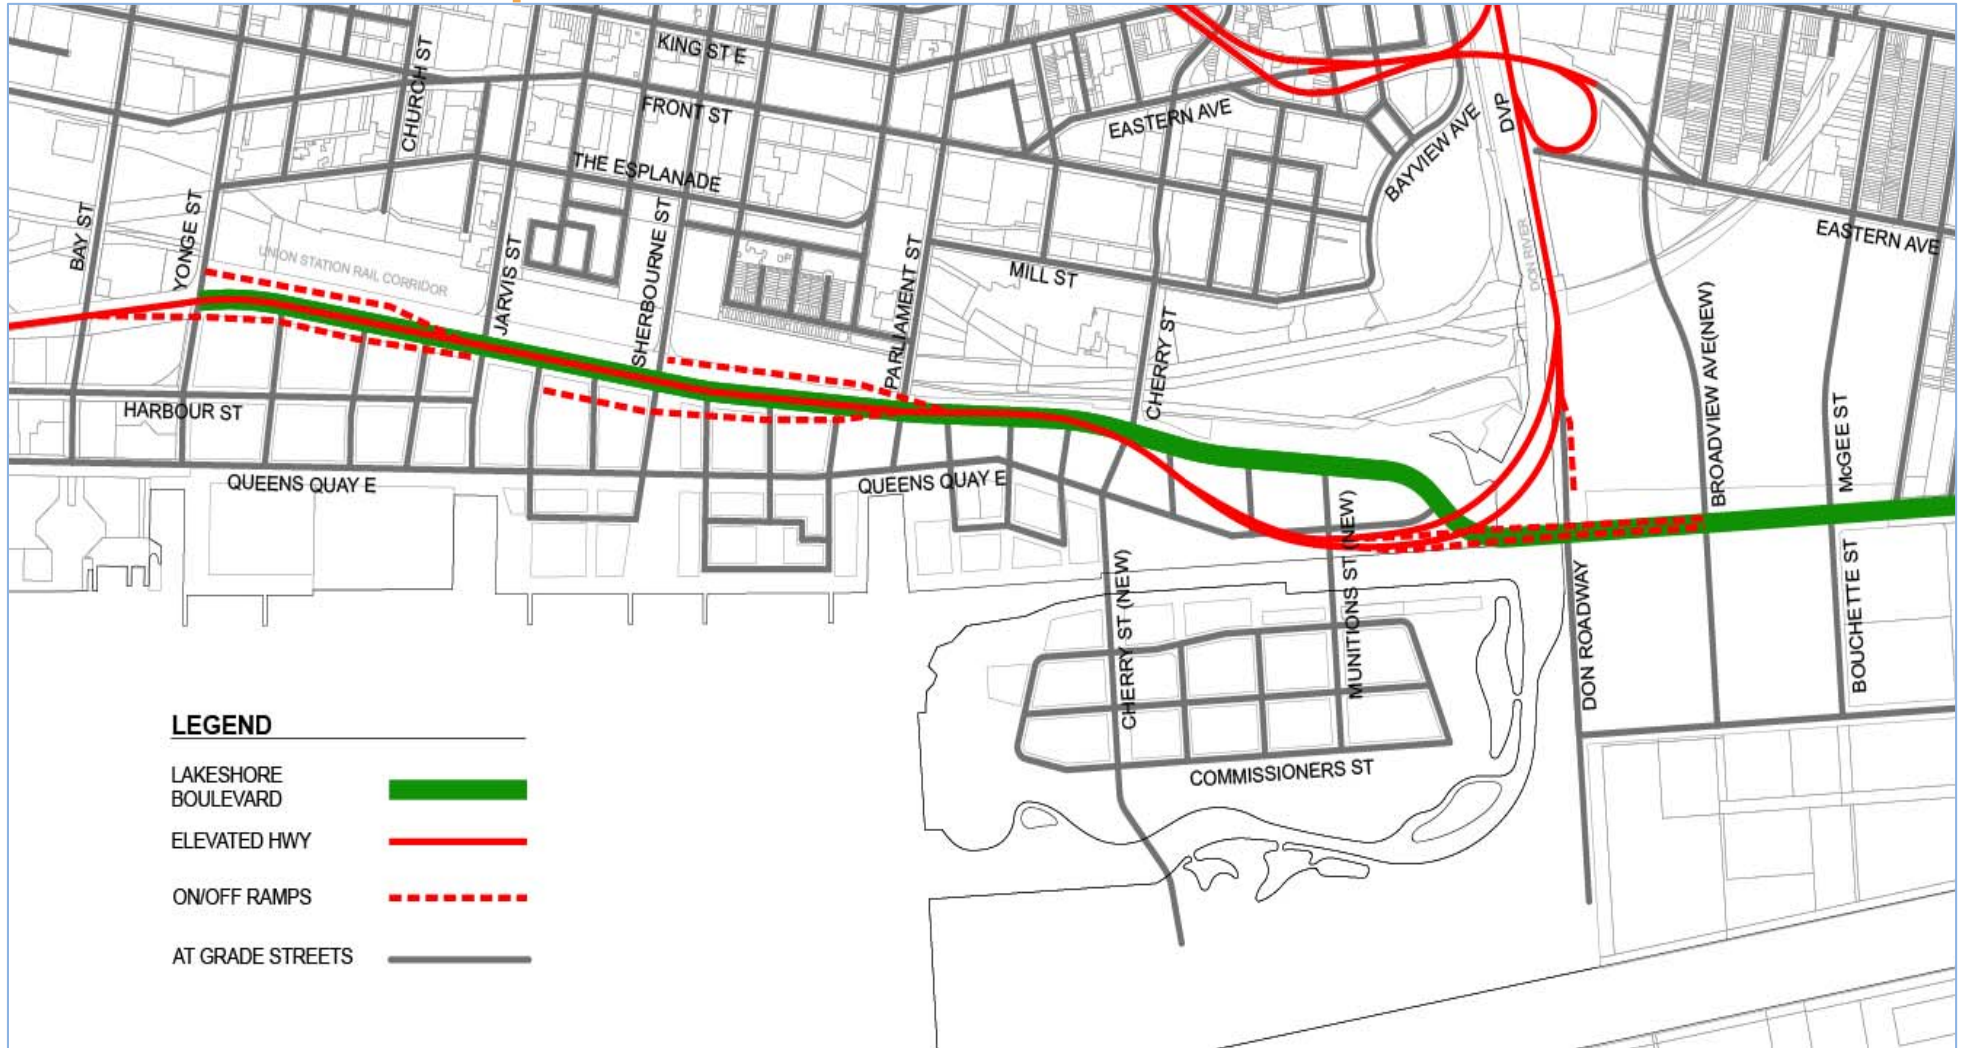 KING ST E
CHURCH ST
FRONT ST
EASTERN AVE
DVP
BAYVIEW AVE
THE ESPLANADE
YONGE ST
BAY ST
UNION STATION RAIL CORRIDOR
JARVIS ST
SHERBOURNE ST
PARLIAMENT ST
MILL ST
CHERRY ST
DON RIVER
EASTERN AVE
BROADVIEW AVE(NEW)
McGEE ST
HARBOUR ST
QUEENS QUAY E
QUEENS QUAY E
CHERRY ST (NEW)
MUNITIONS ST (NEW)
DON ROADWAY
BOUCHETTE ST
COMMISSIONERS ST
LEGEND
LAKESHORE
BOULEVARD
ELEVATED HWY
ON/OFF RAMPS
AT GRADE STREETS